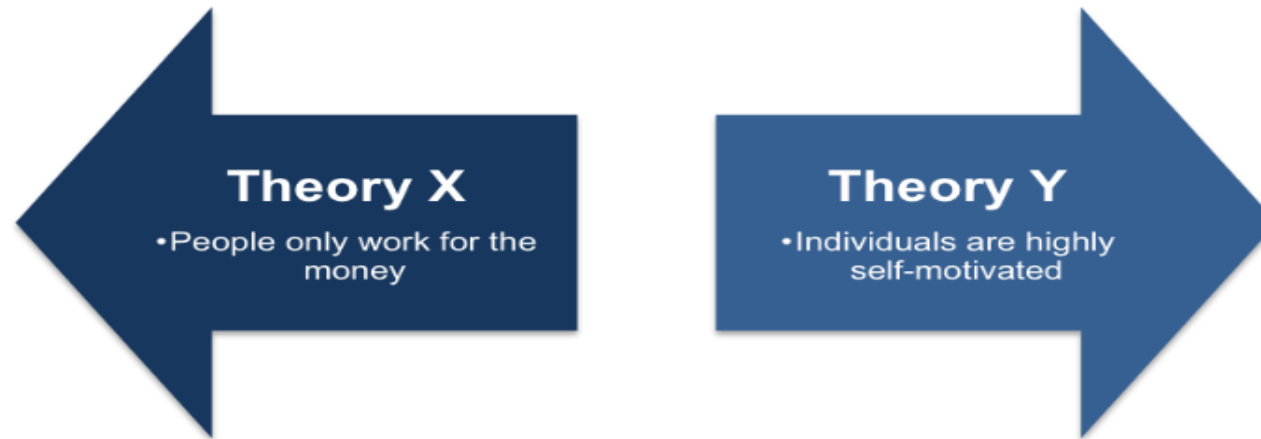 Theory X
•People only work for the
money
Theory Y
•Individuals are highly
self-motivated